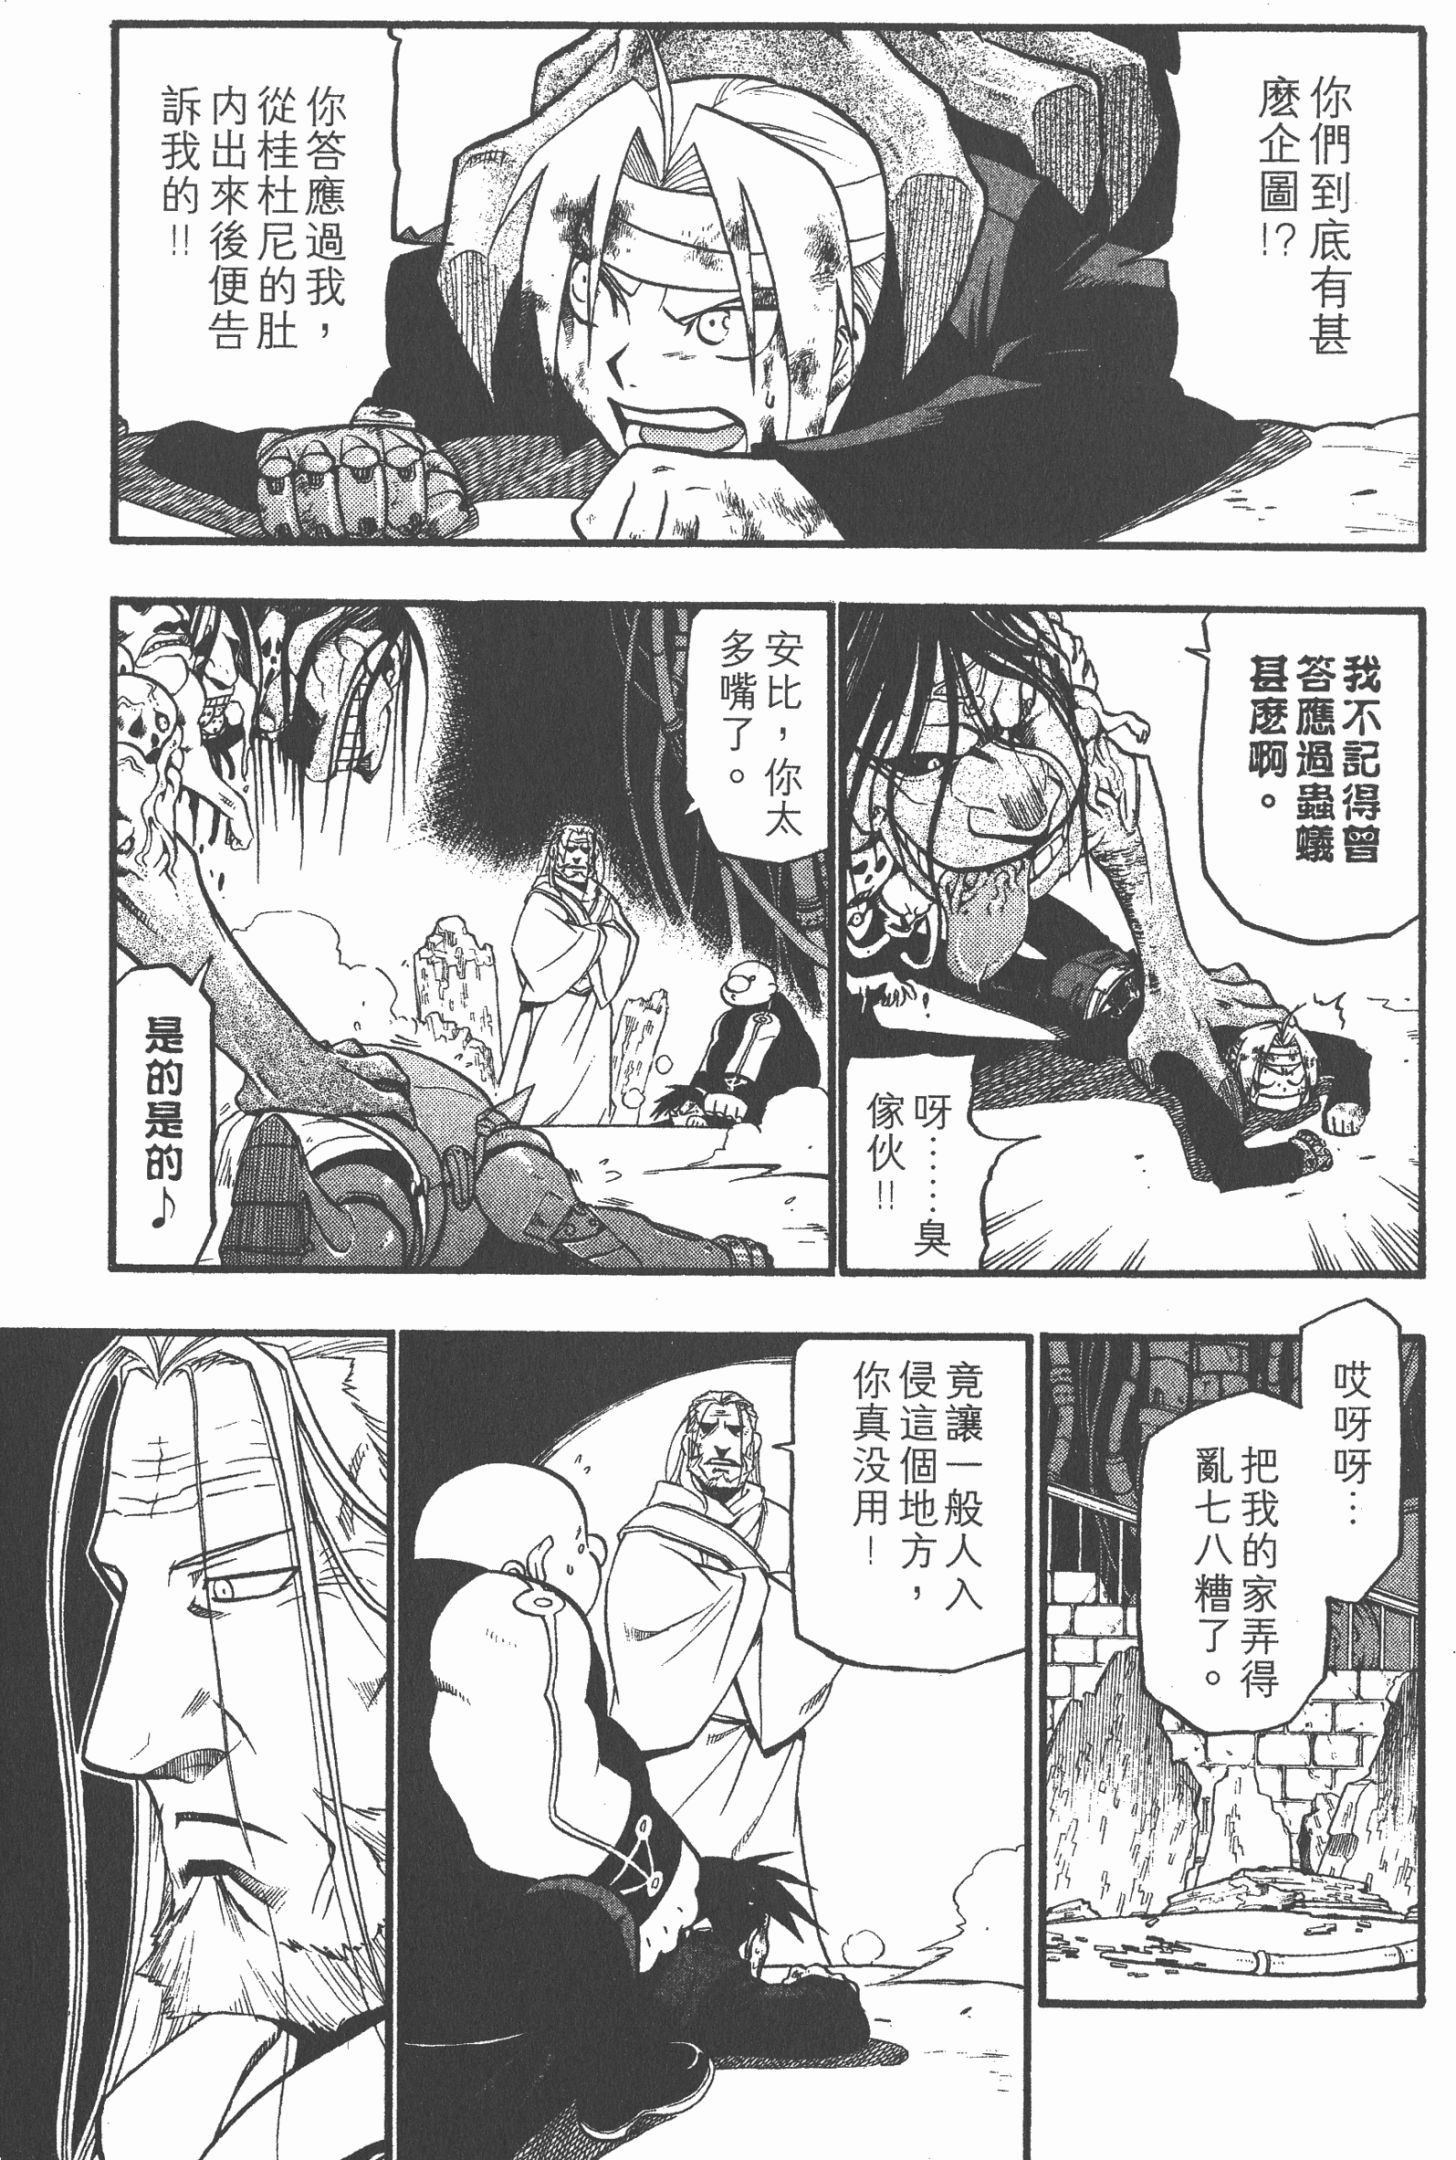 你們到底有甚
麽企圖!?
你答應過我，
從桂杜尼的肚
内出來後便告
訴我的!!
我不記得曾
答應過蟲蟻
甚麽啊。
呀……臭
傢伙!!
安比，你太
多嘴了。
是的是的♪
哎呀呀…
把我的家弄得
亂七八糟了。
竟讓一般人入
侵這個地方，
你真没用！